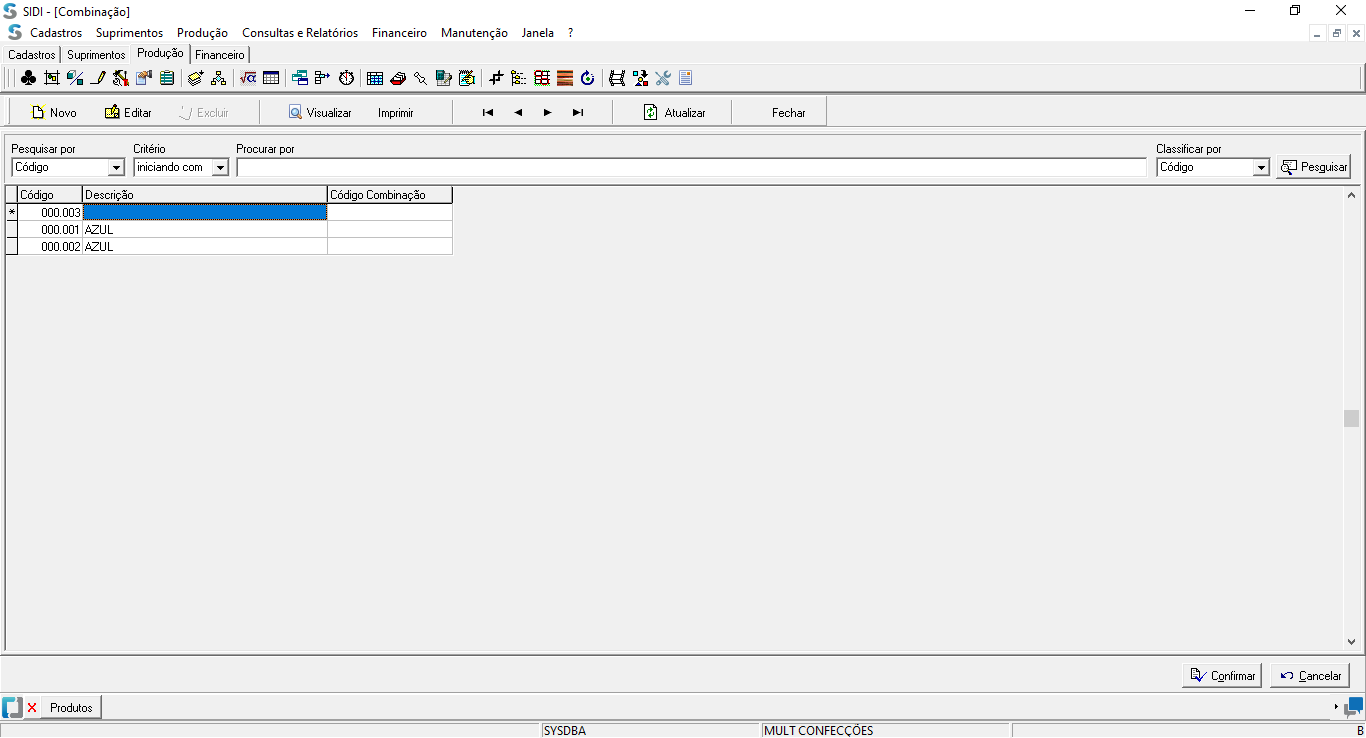 SIDI - [Combinação]
Cadastros Suprimentos Produção Consultas e Relatórios Financeiro Manutenção Janela ?
Cadastros Suprimentos Produção Financeiro
Novo Editar Excluir Visualizar Imprimir Atualizar Fechar
Pesquisar por Critério Procurar por Classificar por
Código iniciando com Código Pesquisar
Código Descrição Código Combinação
* 000.003
000.001 AZUL
000.002 AZUL
Confirmar Cancelar
Produtos
SYSDBA MULT CONFECÇÕES B